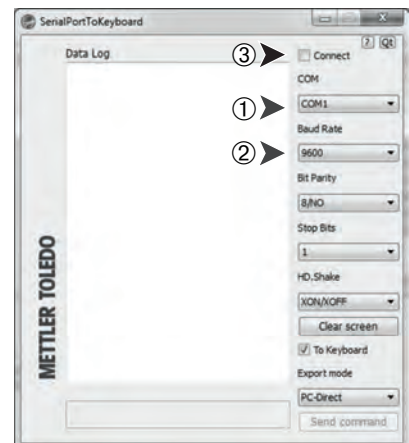 SerialPortToKeyboard
? Qt
Data Log
③
Connect
COM
①
COM1
Baud Rate
②
9600
Bit Parity
8/NO
Stop Bits
1
HD.Shake
XON/XOFF
Clear screen
To Keyboard
Export mode
PC-Direct
Send command
METTLER TOLEDO